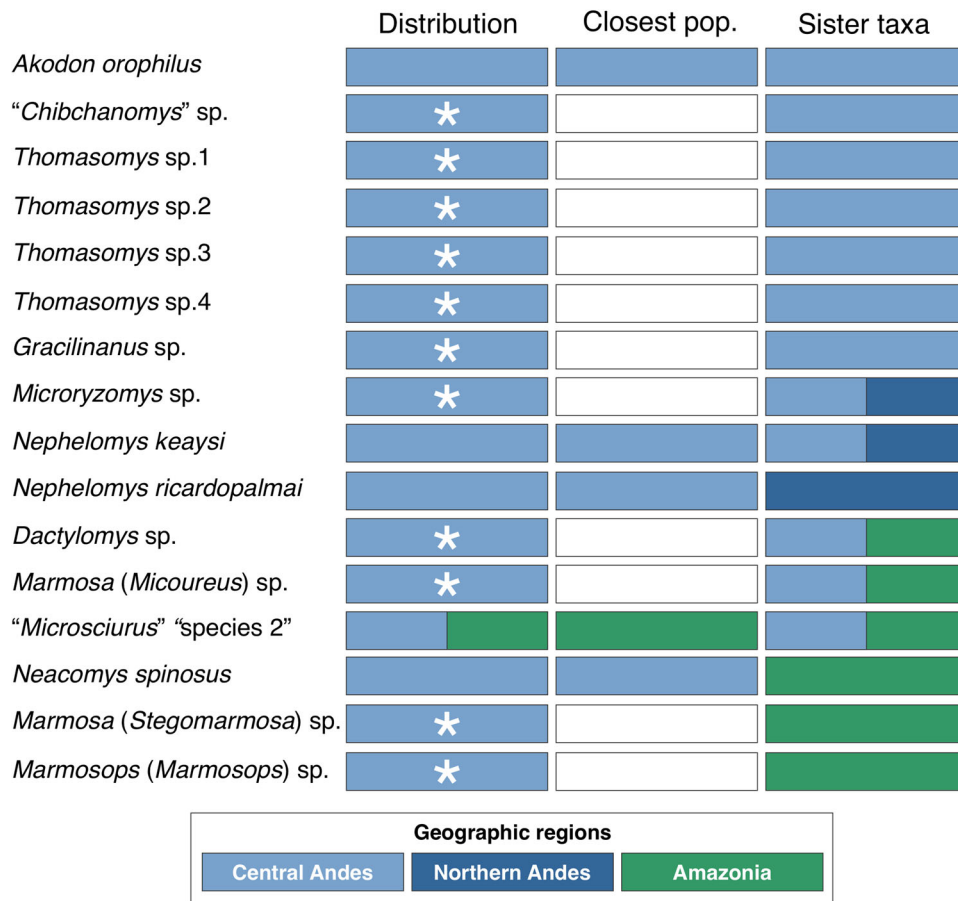 Distribution Closest pop. Sister taxa
Akodon orophilus
“Chibchanomys” sp. *
Thomasomys sp.1 *
Thomasomys sp.2 *
Thomasomys sp.3 *
Thomasomys sp.4 *
Gracilinanus sp. *
Microryzomys sp. *
Nephelomys keaysi
Nephelomys ricardopalmai
Dactylomys sp. *
Marmosa (Micoureus) sp. *
“Microsciurus” “species 2”
Neacomys spinosus
Marmosa (Stegomarmosa) sp. *
Marmosops (Marmosops) sp. *
Geographic regions
Central Andes Northern Andes Amazonia